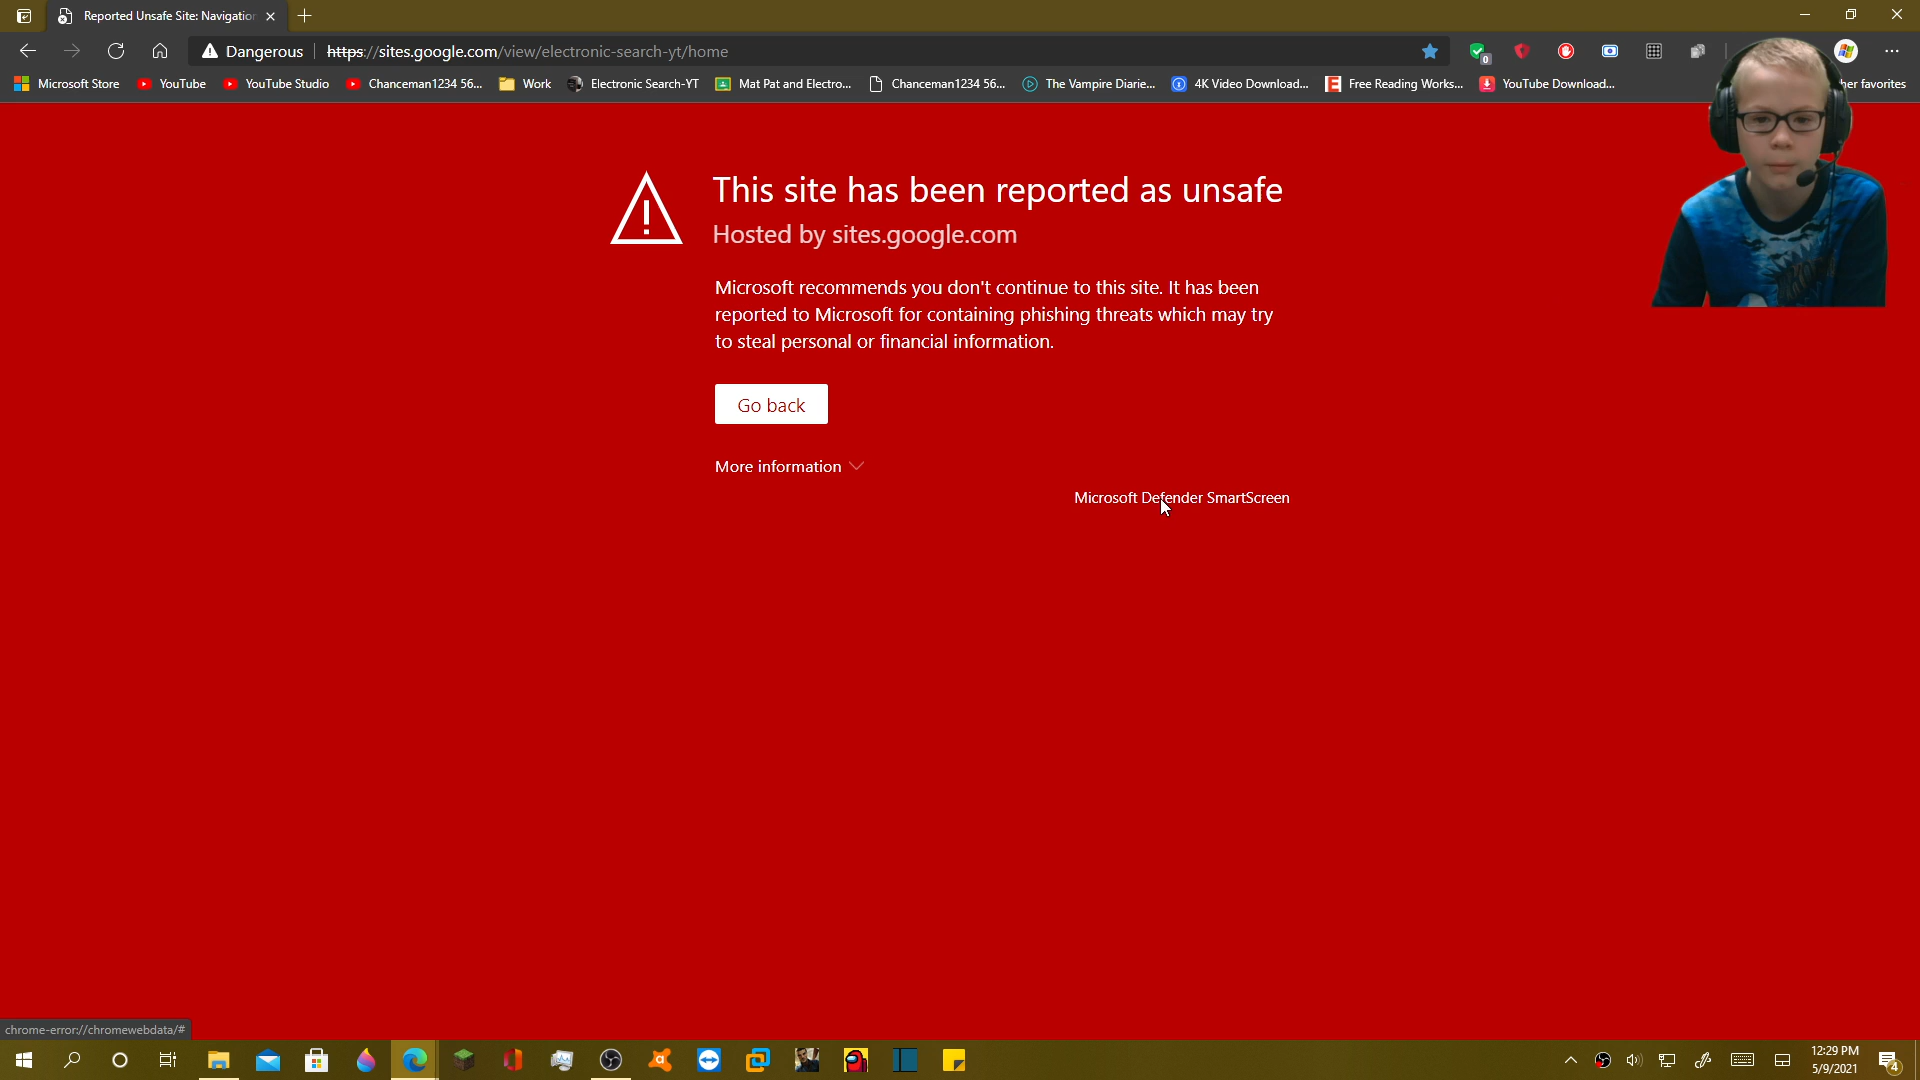 Reported Unsafe Site: Navigation
Dangerous
https://sites.google.com/view/electronic-search-yt/home
0
Microsoft Store
YouTube
YouTube Studio
Chanceman1234 56...
Work
Electronic Search-YT
Mat Pat and Electro...
Chanceman1234 56...
The Vampire Diarie...
4K Video Download...
Free Reading Works...
YouTube Download...
her favorites
This site has been reported as unsafe
Hosted by sites.google.com
Microsoft recommends you don't continue to this site. It has been
reported to Microsoft for containing phishing threats which may try
to steal personal or financial information.
Go back
More information
Microsoft Defender SmartScreen
chrome-error://chromewebdata/#
12:29 PM
5/9/2021
4